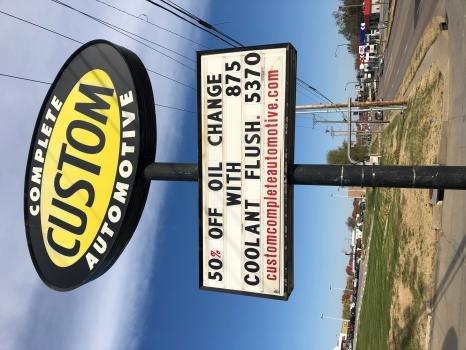 COMPLETE
CUSTOM
AUTOMOTIVE
50% OFF OIL CHANGE
WITH 875
COOLANT FLUSH. 5370
customcompleteautomotive.com